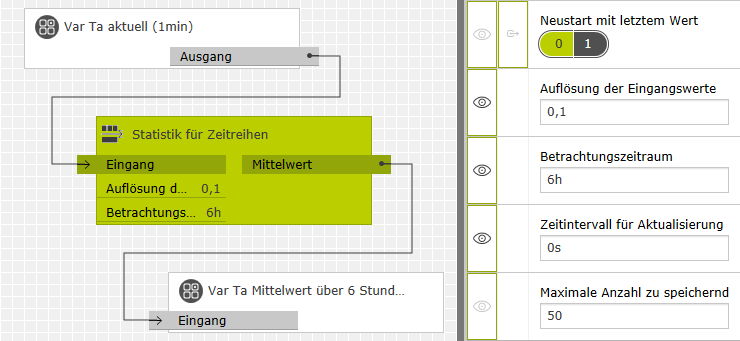 Var Ta aktuell (1min)
Ausgang
Statistik für Zeitreihen
Eingang
Mittelwert
Auflösung d... 0,1
Betrachtungs... 6h
Var Ta Mittelwert über 6 Stund...
Eingang
Neustart mit letztem Wert
0 1
Auflösung der Eingangswerte
0,1
Betrachtungszeitraum
6h
Zeitintervall für Aktualisierung
0s
Maximale Anzahl zu speichernd
50